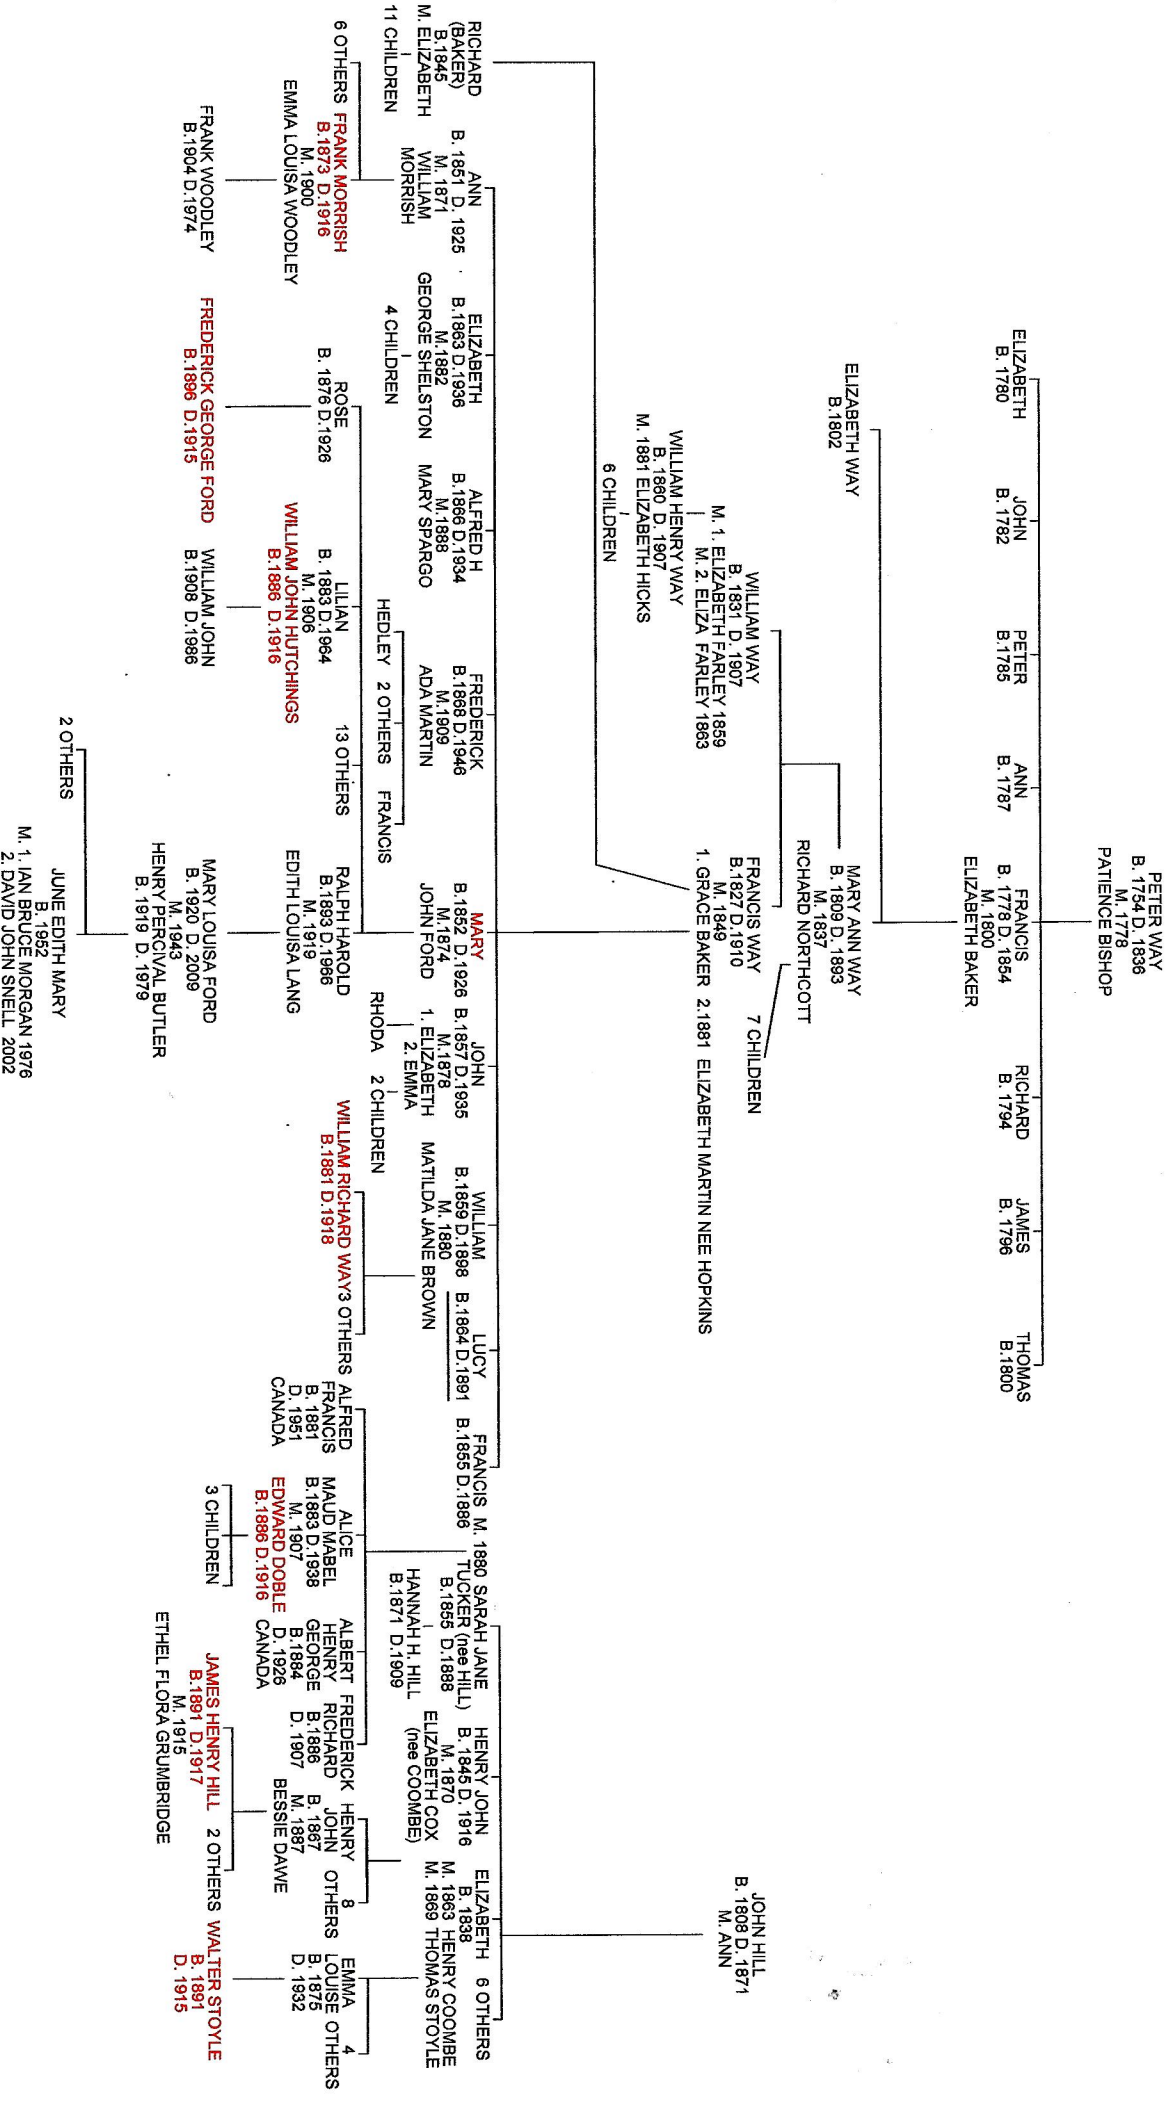 PETER WAY
B. 1754 D. 1836
M. 1778
PATIENCE BISHOP
ELIZABETH
B. 1780
JOHN
B. 1782
PETER
B.1785
ANN
B. 1787
FRANCIS
B. 1778 D. 1854
M. 1800
ELIZABETH BAKER
RICHARD
B. 1794
JAMES
B. 1796
THOMAS
B.1800
ELIZABETH WAY
B.1802
MARY ANN WAY
B. 1809 D. 1893
M. 1837
RICHARD NORTHCOTT
7 CHILDREN
WILLIAM WAY
B. 1831 D. 1907
M. 1. ELIZABETH FARLEY 1859
M. 2. ELIZA FARLEY 1863
FRANCIS WAY
B.1827 D.1910
M. 1849
1. GRACE BAKER 2.1881 ELIZABETH MARTIN NEE HOPKINS
JOHN HILL
B. 1808 D. 1871
M. ANN
WILLIAM HENRY WAY
B. 1860 D. 1907
M. 1881 ELIZABETH HICKS
6 CHILDREN
RICHARD
(BAKER)
B.1845
M. ELIZABETH
11 CHILDREN
ANN
B. 1851 D. 1925
M. 1871
WILLIAM
MORRISH
ELIZABETH
B.1863 D.1936
M.1882
GEORGE SHELSTON
4 CHILDREN
ALFRED H
B.1866 D.1934
M.1888
MARY SPARGO
FREDERICK
B.1868 D.1946
M.1909
ADA MARTIN
HEDLEY 2 OTHERS FRANCIS
MARY
B.1852 D.1926
M.1874
JOHN FORD
JOHN
B.1857 D.1935
M.1878
1. ELIZABETH
2. EMMA
RHODA 2 CHILDREN
WILLIAM
B.1859 D.1898
M. 1880
MATILDA JANE BROWN
LUCY
B.1864 D.1891
FRANCIS M. 1880 SARAH JANE
B.1855 D.1886
TUCKER (nee HILL)
B.1855 D.1888
HANNAH H. HILL
B.1871 D.1909
HENRY JOHN
B. 1845 D. 1916
M. 1870
ELIZABETH COX
(nee COOMBE)
ELIZABETH 6 OTHERS
B. 1838
M. 1863 HENRY COOMBE
M. 1869 THOMAS STOYLE
6 OTHERS
FRANK MORRISH
B.1873 D.1916
M. 1900
EMMA LOUISA WOODLEY
ROSE
B. 1876 D.1926
LILIAN
B. 1883 D.1964
M. 1906
WILLIAM JOHN HUTCHINGS
B.1886 D.1916
13 OTHERS
RALPH HAROLD
B.1893 D.1966
M. 1919
EDITH LOUISA LANG
WILLIAM RICHARD WAY
B.1881 D.1918
3 OTHERS
ALFRED
FRANCIS
B. 1881
D. 1951
CANADA
ALICE
MAUD MABEL
B.1883 D.1938
M. 1907
EDWARD DOBLE
B.1886 D.1916
3 CHILDREN
ALBERT
HENRY
GEORGE
B.1884
D. 1926
CANADA
FREDERICK
RICHARD
B.1886
D. 1907
HENRY
JOHN
B. 1867
M. 1887
BESSIE DAWE
8
OTHERS
EMMA
LOUISE
B. 1875
D. 1932
4
OTHERS
FRANK WOODLEY
B.1904 D.1974
FREDERICK GEORGE FORD
B.1896 D.1915
WILLIAM JOHN
B.1908 D.1986
MARY LOUISA FORD
B.1920 D. 2009
M. 1943
HENRY PERCIVAL BUTLER
B. 1919 D. 1979
JAMES HENRY HILL
B.1891 D.1917
M. 1915
ETHEL FLORA GRUMBRIDGE
2 OTHERS
WALTER STOYLE
B. 1891
D. 1915
2 OTHERS
JUNE EDITH MARY
B. 1952
M. 1. IAN BRUCE MORGAN 1976
2. DAVID JOHN SNELL 2002